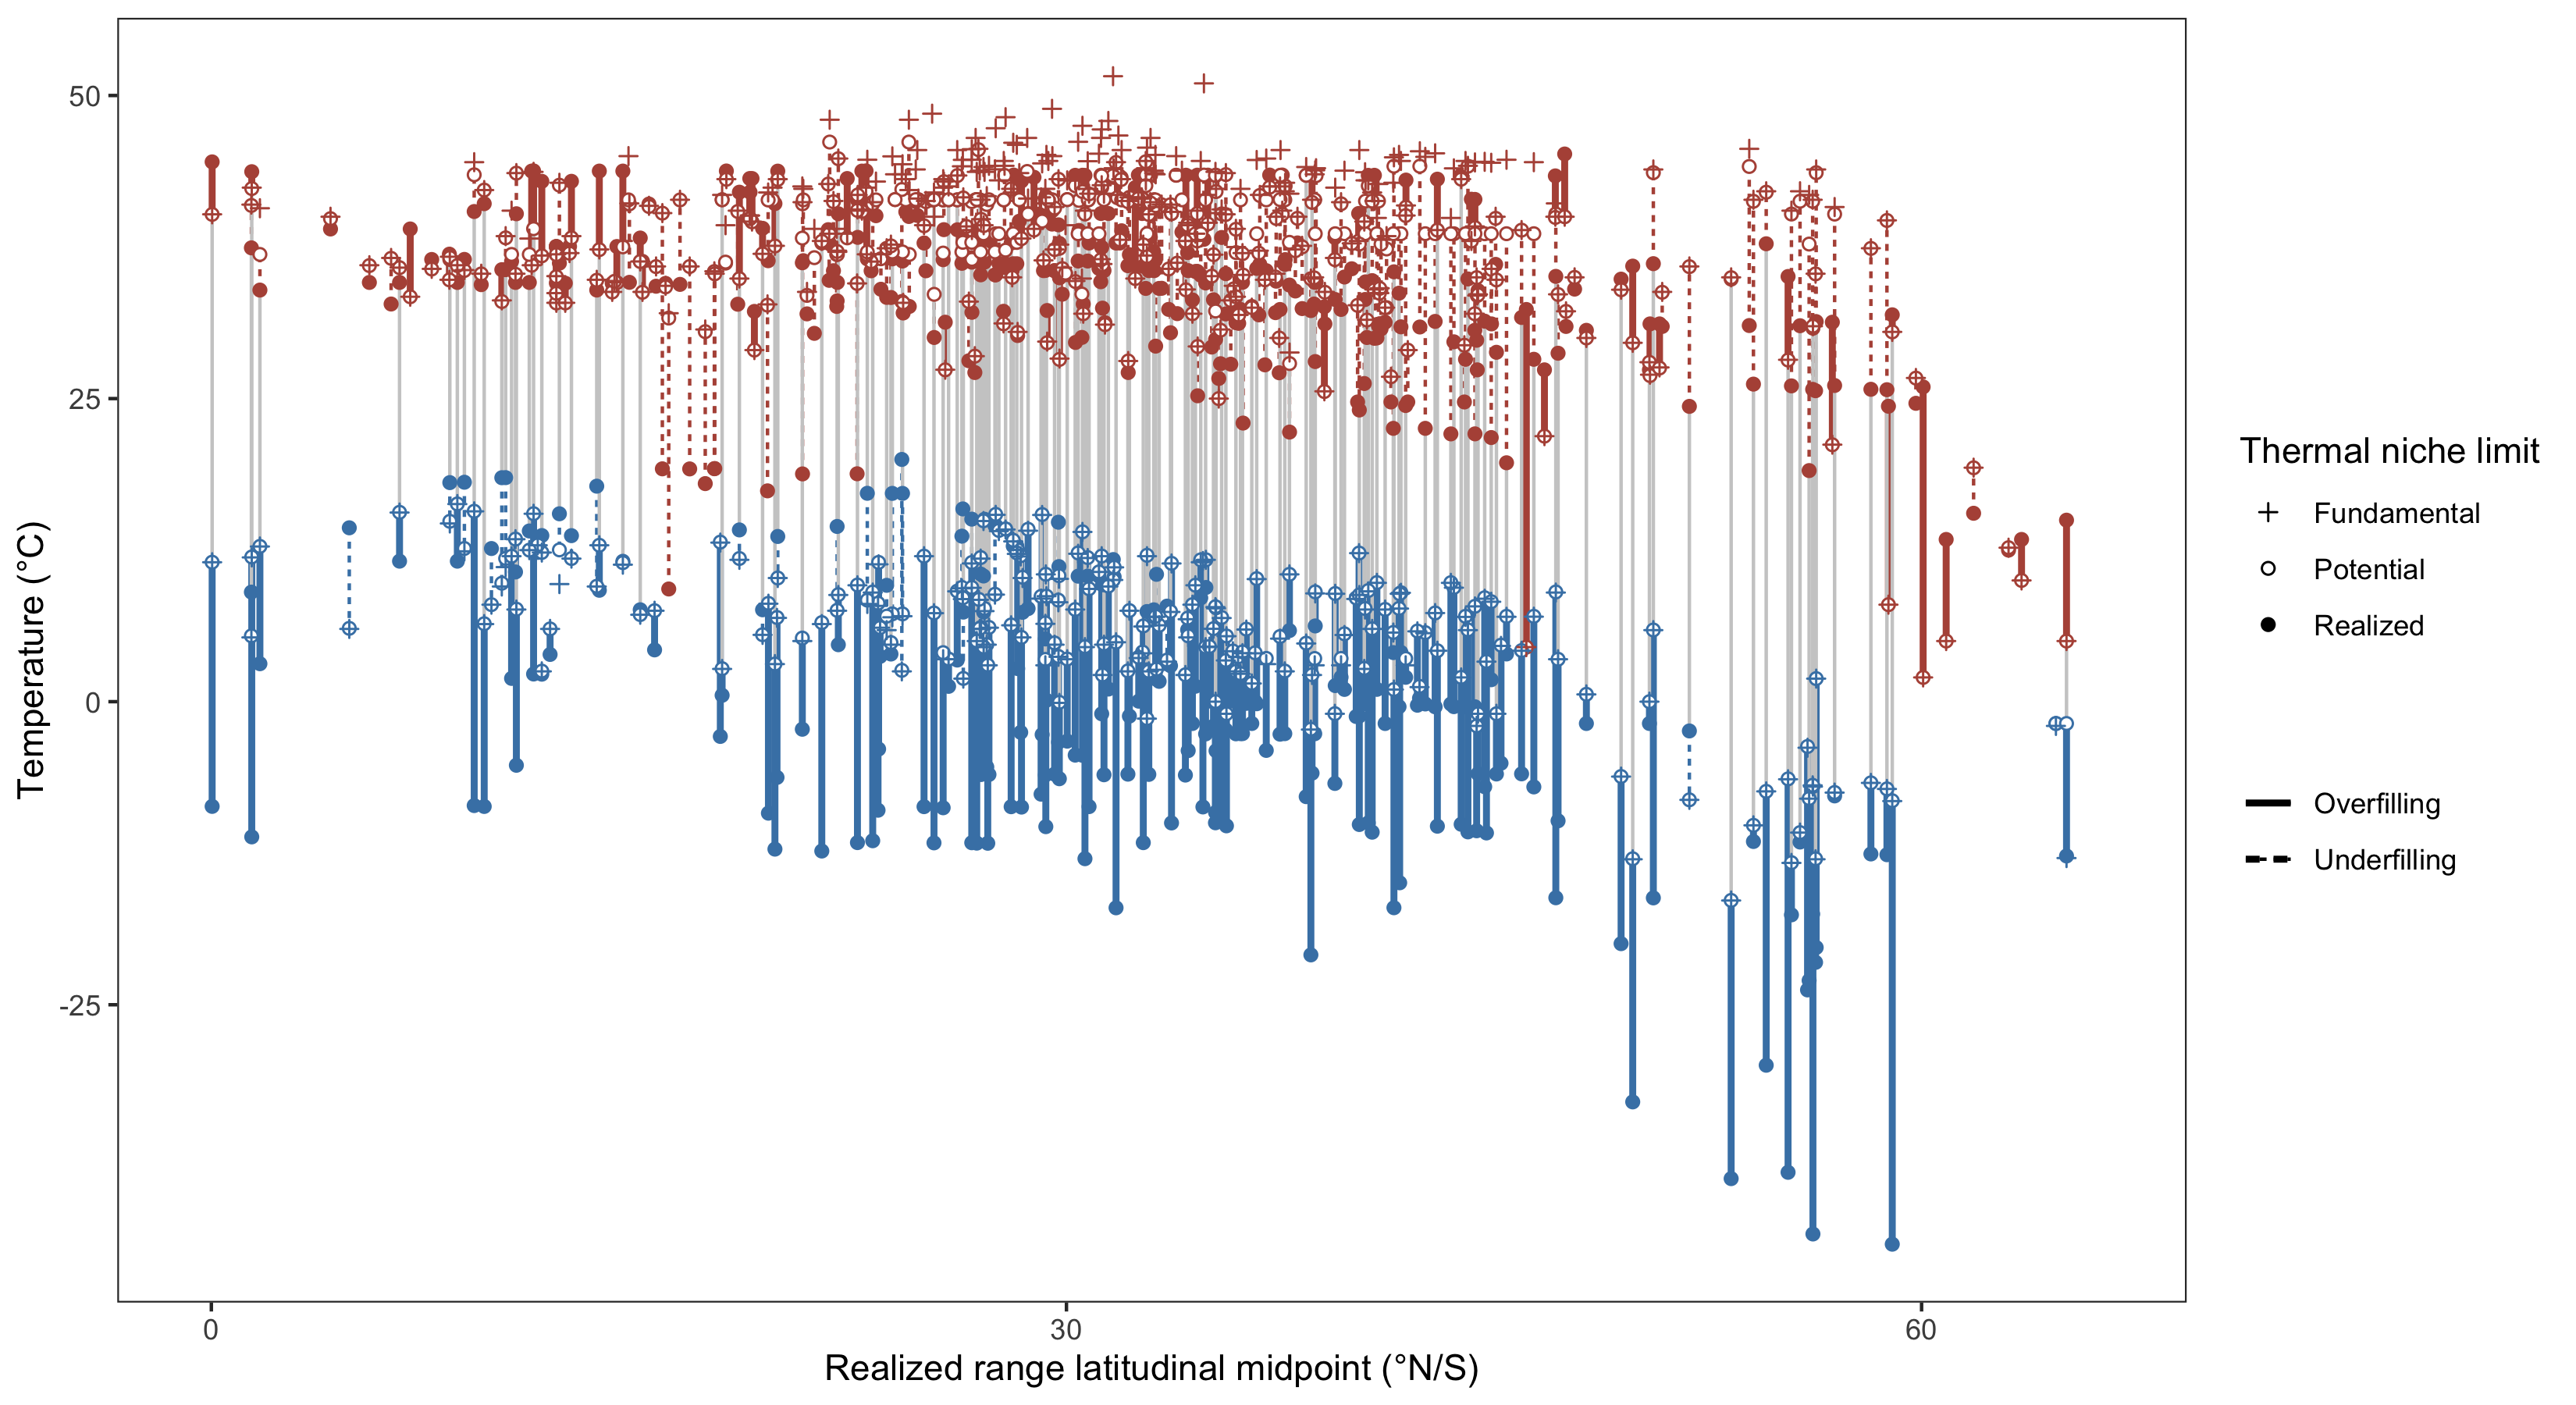 Temperature (°C)
50
25
0
-25
0
30
60
Realized range latitudinal midpoint (°N/S)
Thermal niche limit
Fundamental
Potential
Realized
Overfilling
Underfilling